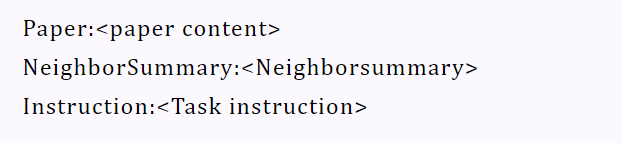 Paper:<paper content>
NeighborSummary:<Neighborsummary>
Instruction:<Task instruction>